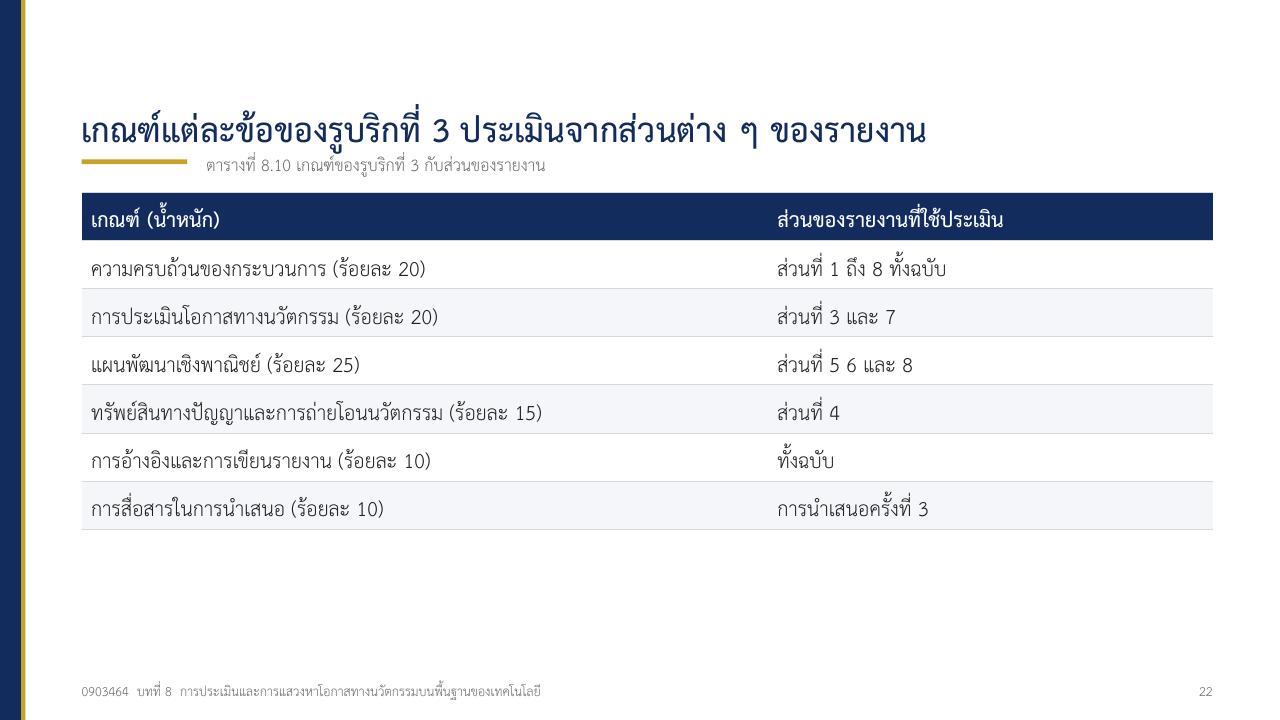 เกณฑ์แต่ละข้อของรูบริกที่ 3 ประเมินจากส่วนต่าง ๆ ของรายงาน
ตารางที่ 8.10 เกณฑ์ของรูบริกที่ 3 กับส่วนของรายงาน
เกณฑ์ (น้ำหนัก) ส่วนของรายงานที่ใช้ประเมิน
ความครบถ้วนของกระบวนการ (ร้อยละ 20) ส่วนที่ 1 ถึง 8 ทั้งฉบับ
การประเมินโอกาสทางนวัตกรรม (ร้อยละ 20) ส่วนที่ 3 และ 7
แผนพัฒนาเชิงพาณิชย์ (ร้อยละ 25) ส่วนที่ 5 6 และ 8
ทรัพย์สินทางปัญญาและการถ่ายโอนนวัตกรรม (ร้อยละ 15) ส่วนที่ 4
การอ้างอิงและการเขียนรายงาน (ร้อยละ 10) ทั้งฉบับ
การสื่อสารในการนำเสนอ (ร้อยละ 10) การนำเสนอครั้งที่ 3
0903464 บทที่ 8 การประเมินและการแสวงหาโอกาสทางนวัตกรรมบนพื้นฐานของเทคโนโลยี 22